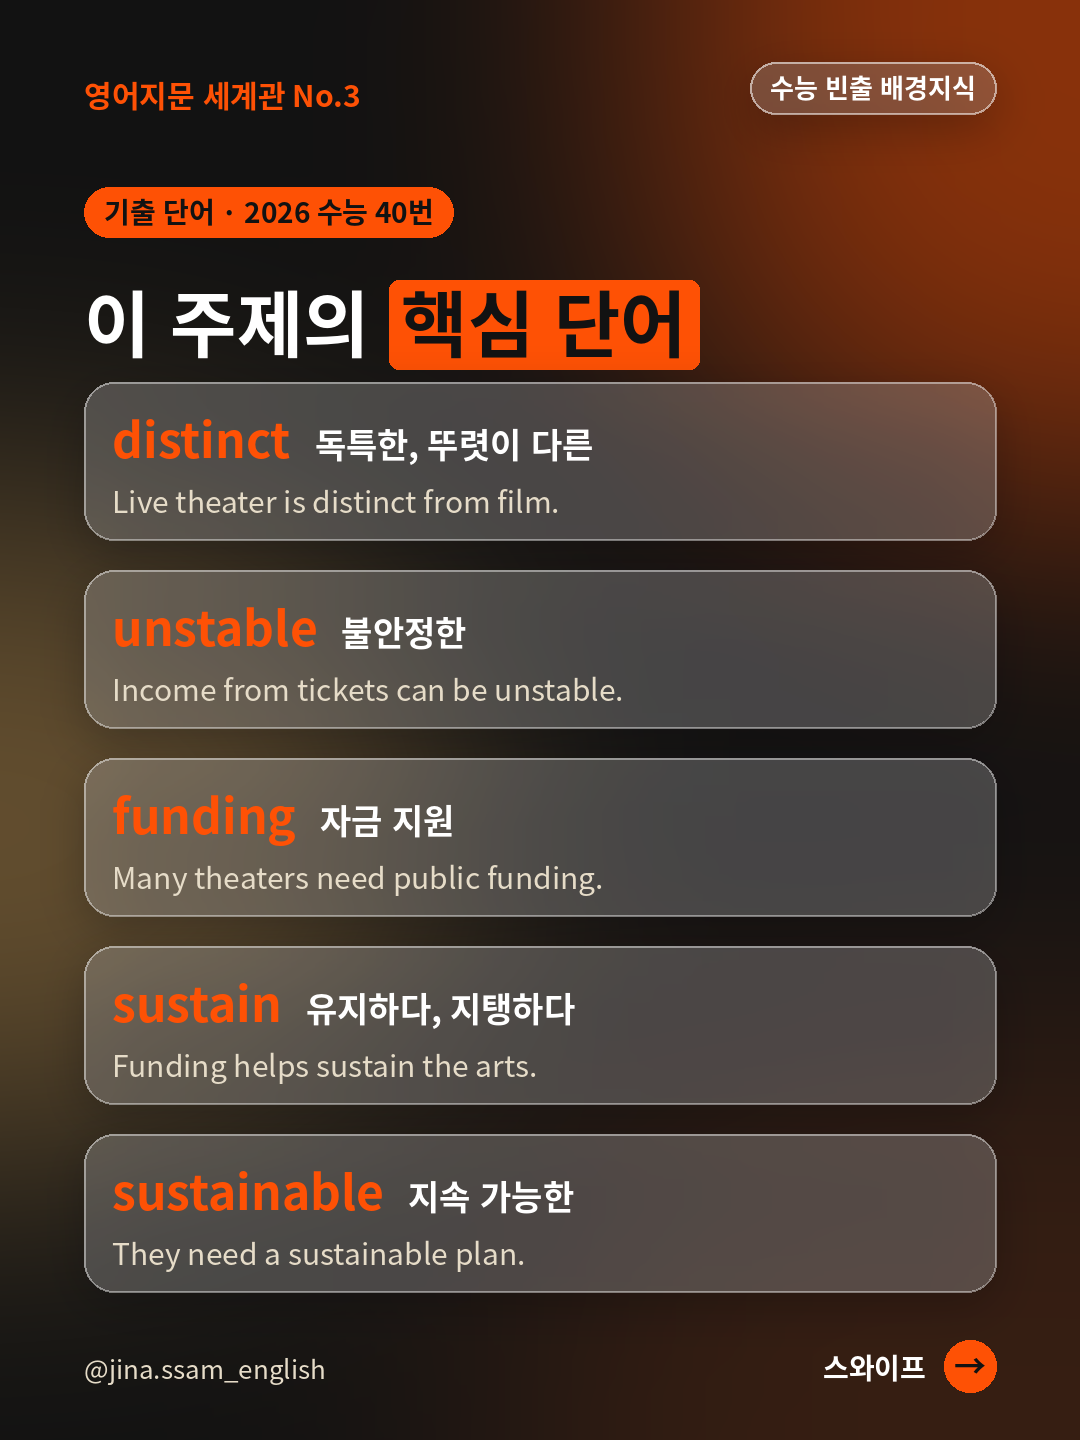 영어지문 세계관 No.3
수능 빈출 배경지식
기출 단어 · 2026 수능 40번
이 주제의 핵심 단어
distinct 독특한, 뚜렷이 다른
Live theater is distinct from film.
unstable 불안정한
Income from tickets can be unstable.
funding 자금 지원
Many theaters need public funding.
sustain 유지하다, 지탱하다
Funding helps sustain the arts.
sustainable 지속 가능한
They need a sustainable plan.
@jina.ssam_english
스와이프 →